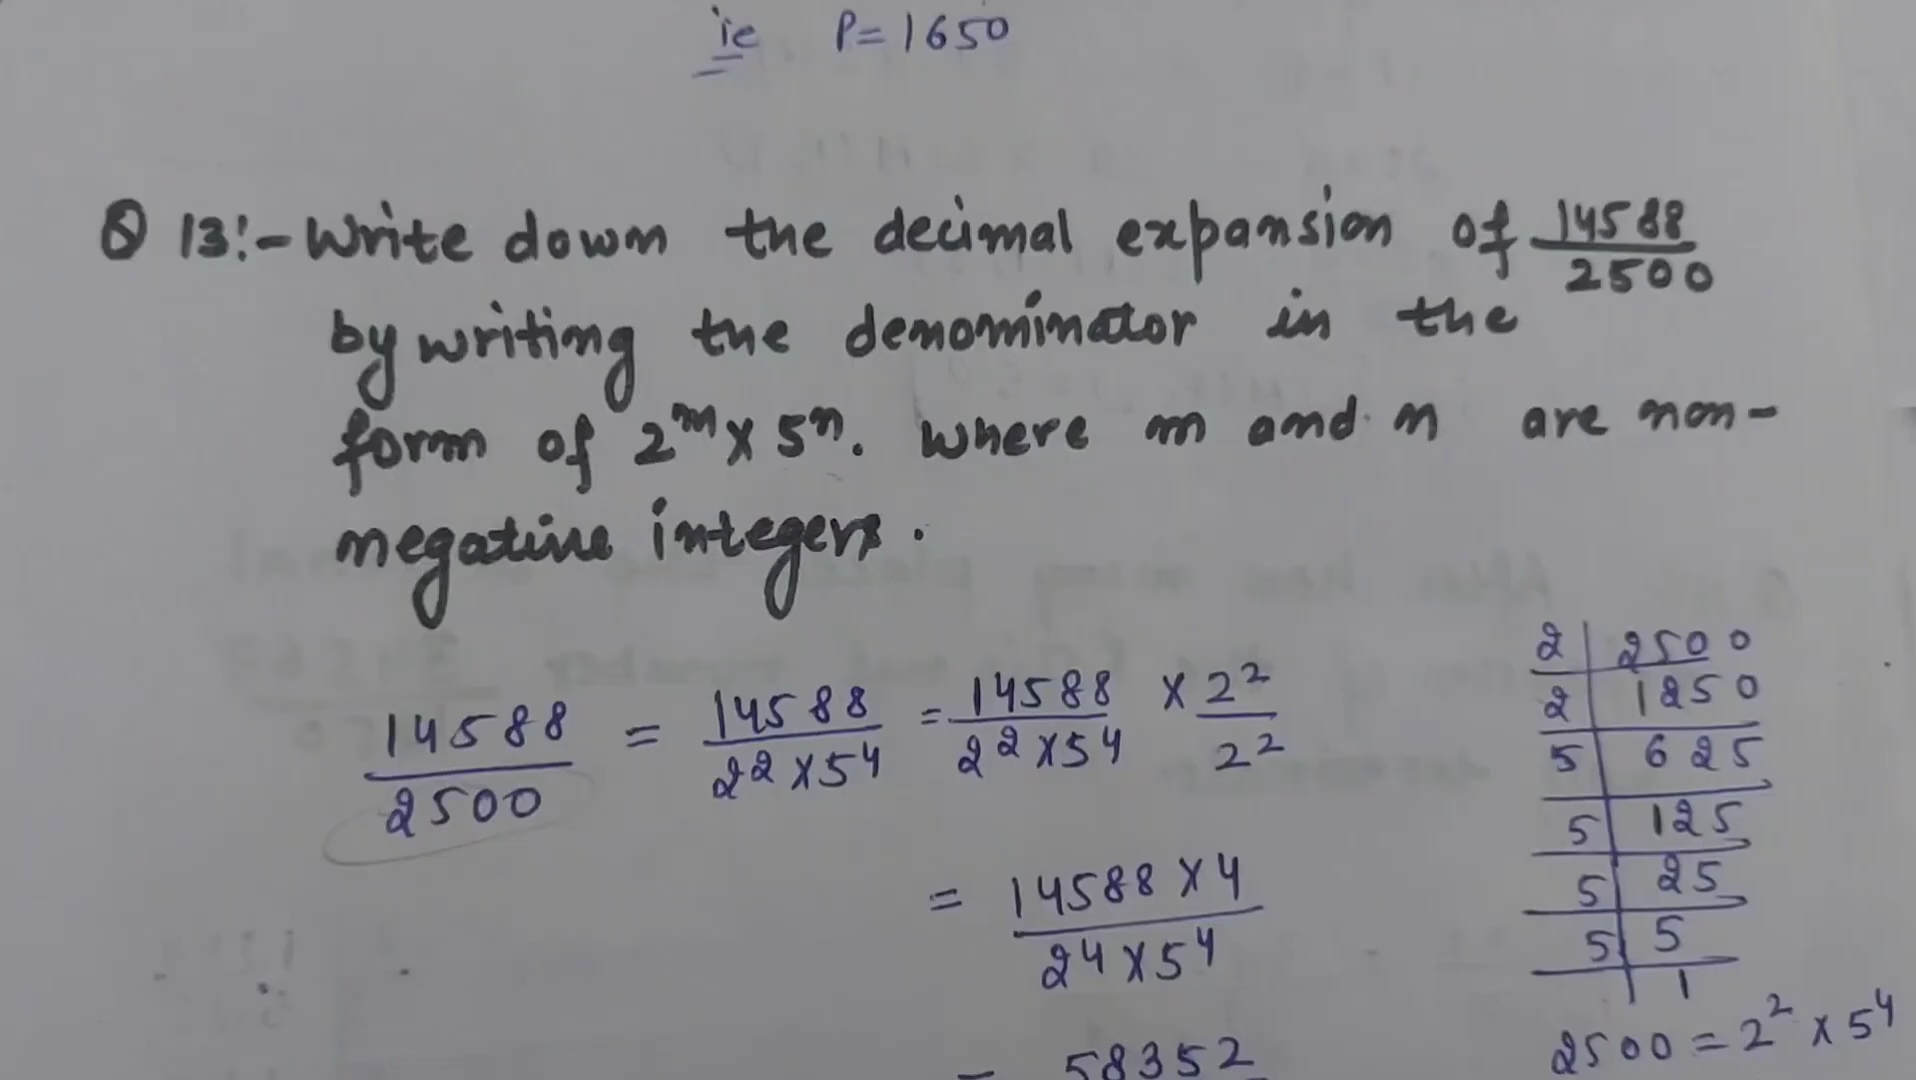 ie P=1650
Q 13:- Write down the decimal expansion of 14588/2500
by writing the denominator in the
form of 2^m x 5^n. Where m and n are non-
negative integers.
14588/2500 = 14588/2^2 x 5^4 = 14588/2^2 x 5^4 x 2^2/2^2
= 14588 x 4/2^4 x 5^4
= 58352
2 | 2500
2 | 1250
5 | 625
5 | 125
5 | 25
5 | 5
| 1
2500 = 2^2 x 5^4